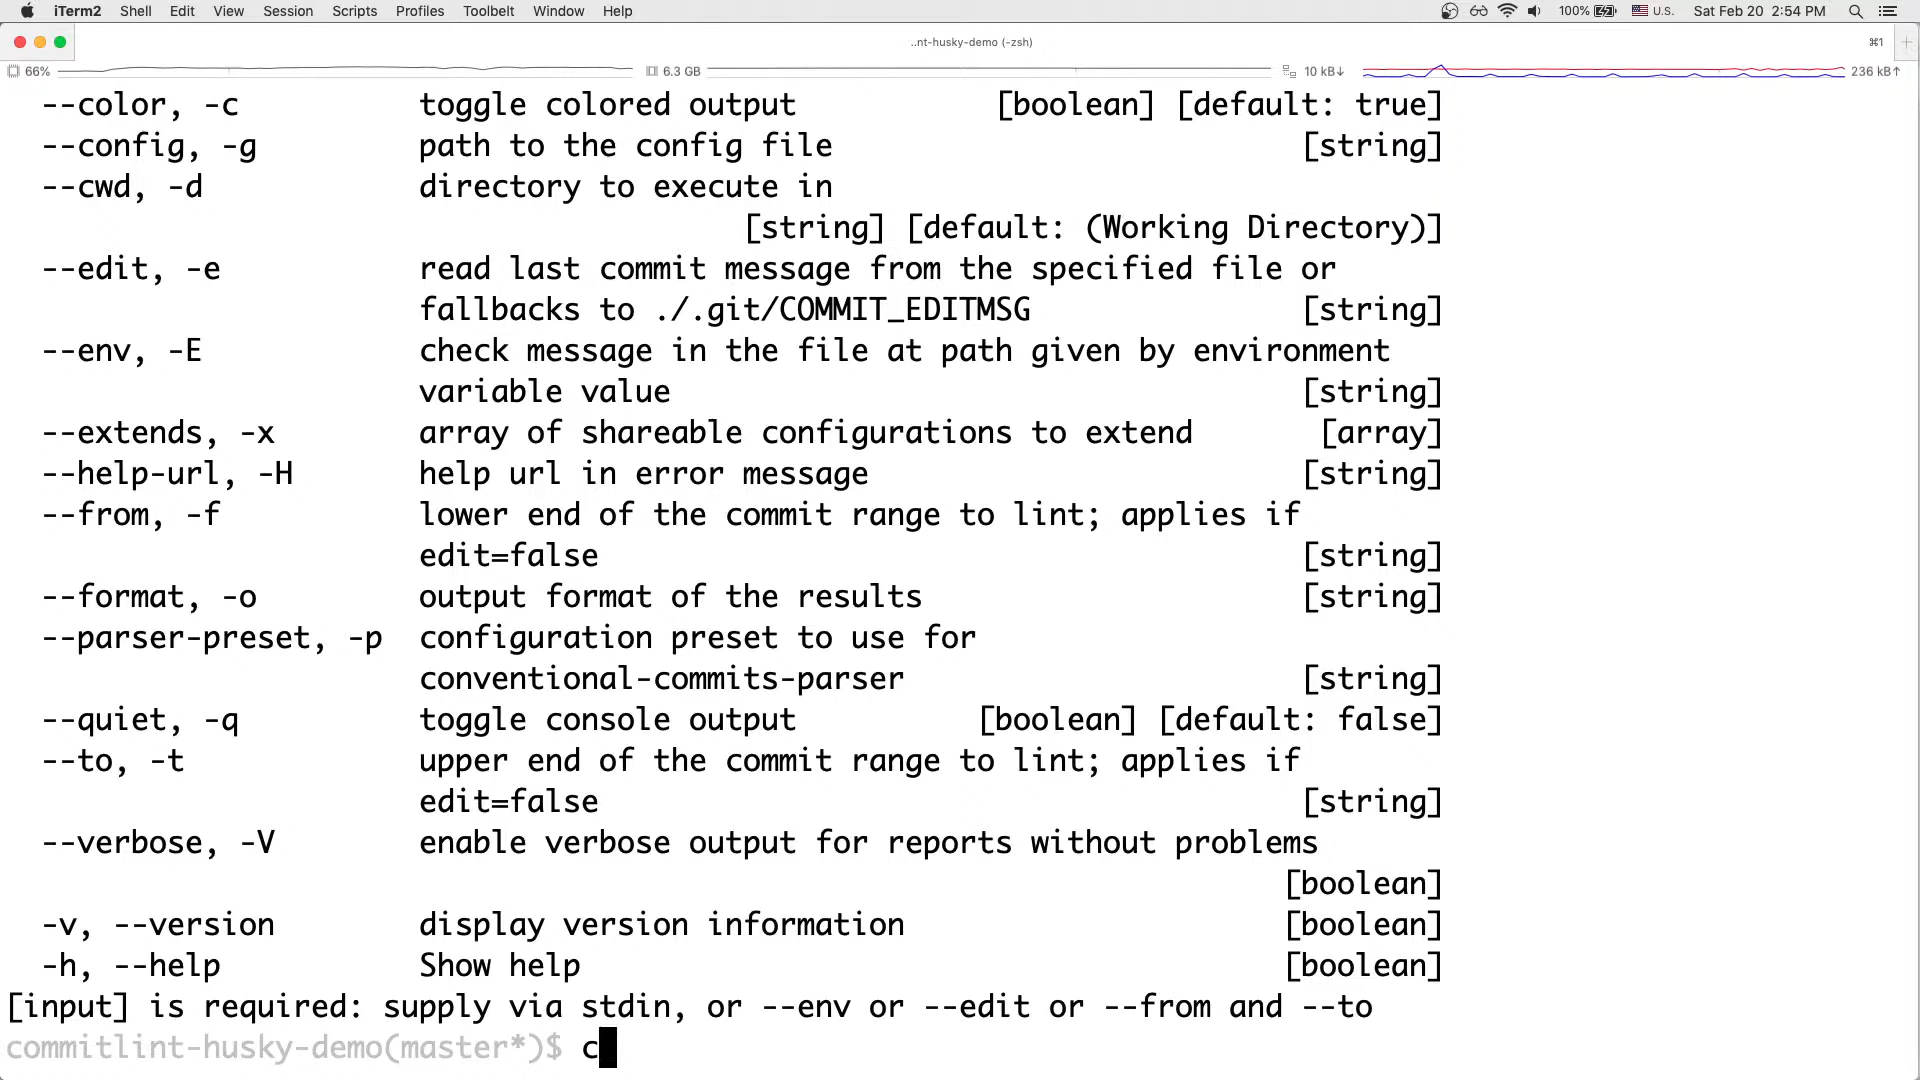 iTerm2 Shell Edit View Session Scripts Profiles Toolbelt Window Help 100% U.S. Sat Feb 20 2:54 PM
..nt-husky-demo (-zsh) ⌘1
66% 6.3 GB 10 kB↓ 236 kB↑
--color, -c toggle colored output [boolean] [default: true]
--config, -g path to the config file [string]
--cwd, -d directory to execute in
[string] [default: (Working Directory)]
--edit, -e read last commit message from the specified file or
fallbacks to ./.git/COMMIT_EDITMSG [string]
--env, -E check message in the file at path given by environment
variable value [string]
--extends, -x array of shareable configurations to extend [array]
--help-url, -H help url in error message [string]
--from, -f lower end of the commit range to lint; applies if
edit=false [string]
--format, -o output format of the results [string]
--parser-preset, -p configuration preset to use for
conventional-commits-parser [string]
--quiet, -q toggle console output [boolean] [default: false]
--to, -t upper end of the commit range to lint; applies if
edit=false [string]
--verbose, -V enable verbose output for reports without problems
[boolean]
-v, --version display version information [boolean]
-h, --help Show help [boolean]
[input] is required: supply via stdin, or --env or --edit or --from and --to
commitlint-husky-demo(master*)$ c